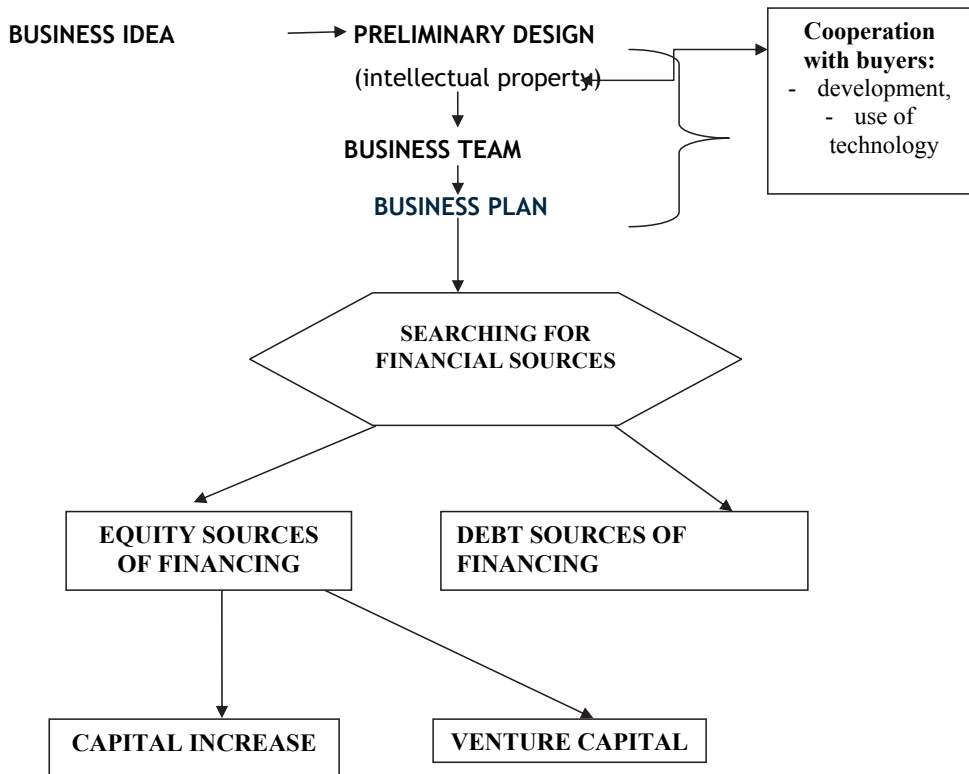 BUSINESS IDEA
PRELIMINARY DESIGN
(intellectual property)
Cooperation
with buyers:
- development,
- use of
technology
BUSINESS TEAM
BUSINESS PLAN
SEARCHING FOR
FINANCIAL SOURCES
EQUITY SOURCES
OF FINANCING
DEBT SOURCES OF
FINANCING
CAPITAL INCREASE
VENTURE CAPITAL